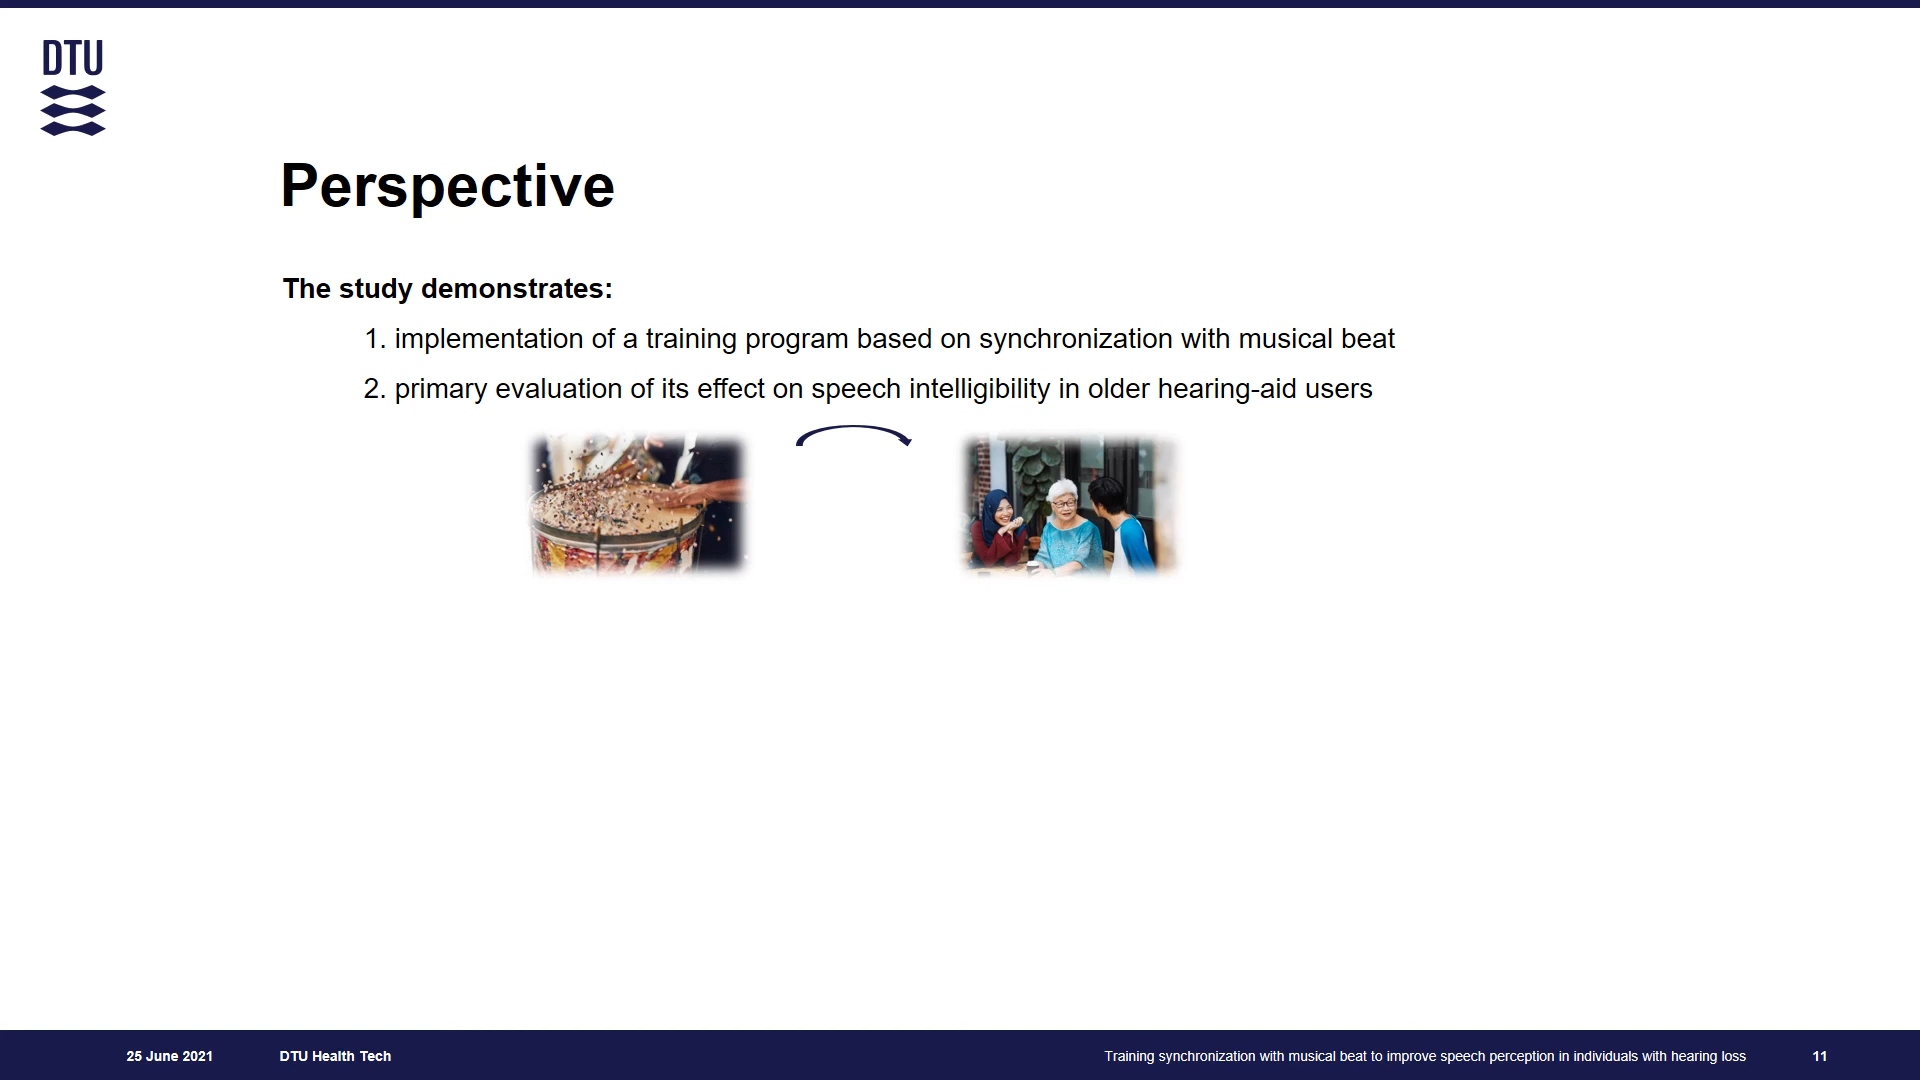 DTU
Perspective
The study demonstrates:
1. implementation of a training program based on synchronization with musical beat
2. primary evaluation of its effect on speech intelligibility in older hearing-aid users
25 June 2021 DTU Health Tech Training synchronization with musical beat to improve speech perception in individuals with hearing loss 11